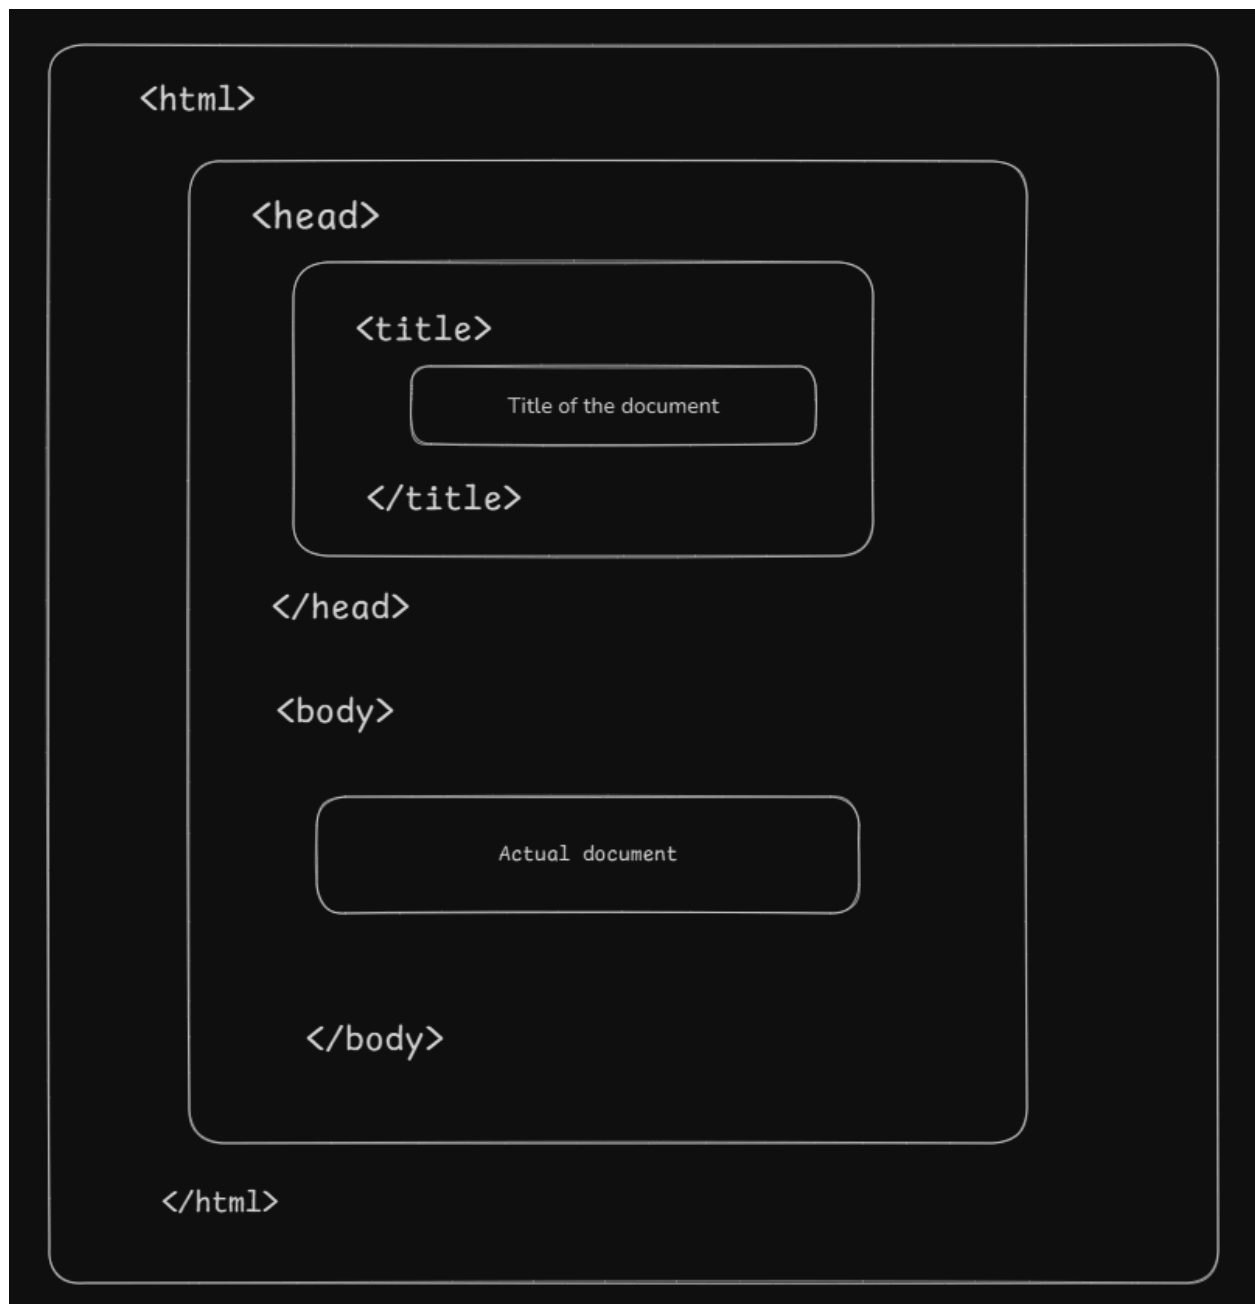 <html>
<head>
<title>
Title of the document
</title>
</head>
<body>
Actual document
</body>
</html>